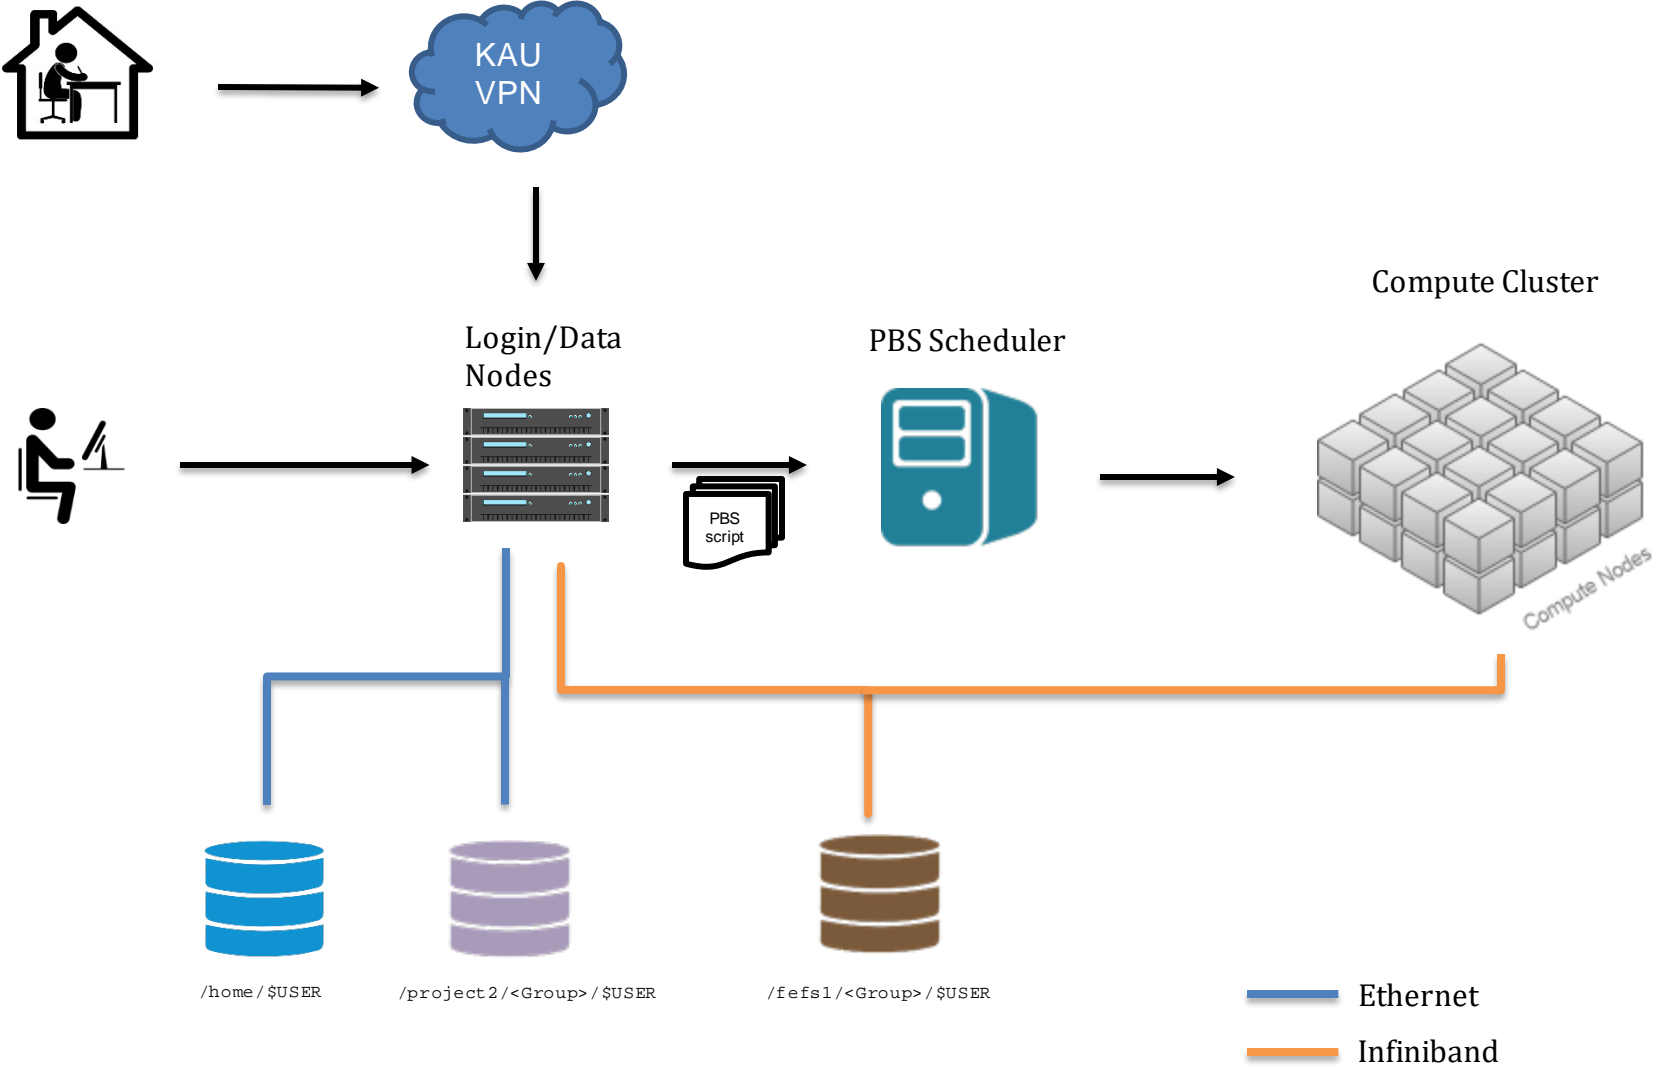 KAU
VPN
Compute Cluster
Login/Data
Nodes
PBS Scheduler
PBS
script
Compute Nodes
/home/$USER
/project2/<Group>/$USER
/fefs1/<Group>/$USER
Ethernet
Infiniband